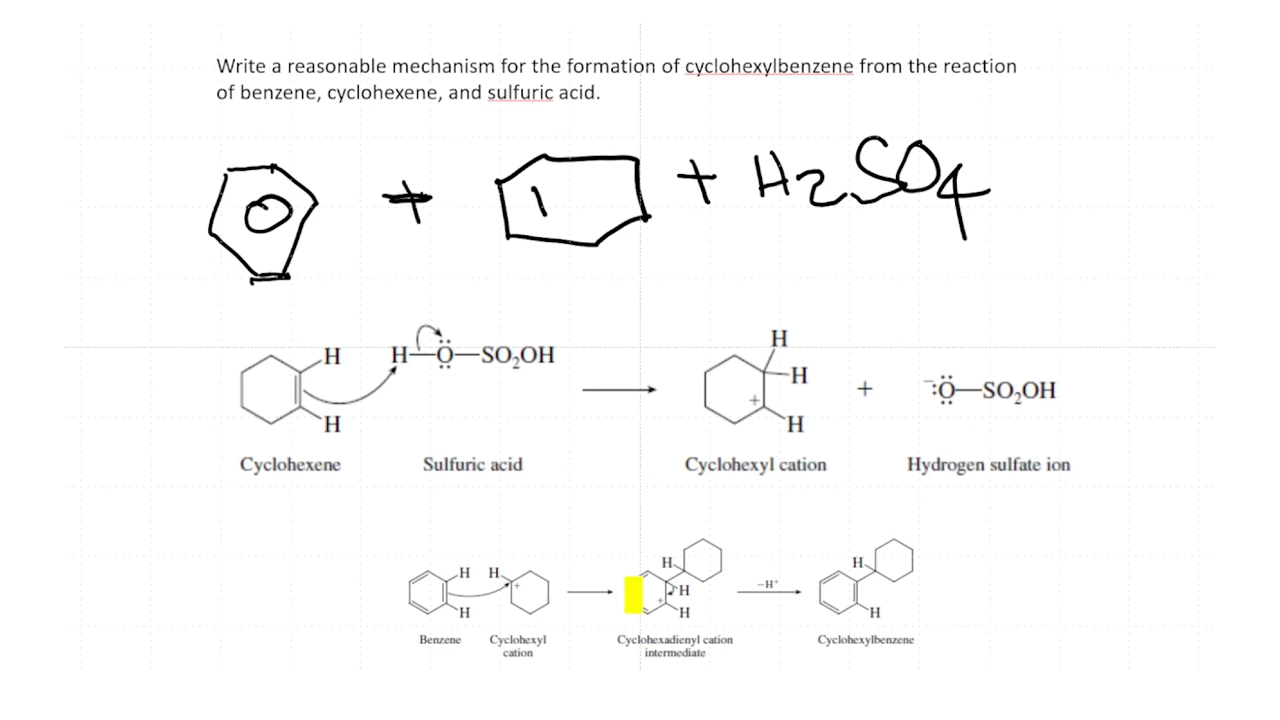 Write a reasonable mechanism for the formation of cyclohexylbenzene from the reaction
of benzene, cyclohexene, and sulfuric acid.
+ + H2SO4
H H—Ö—SO₂OH H
H
H H + ⁻:Ö—SO₂OH
+
H
Cyclohexene Sulfuric acid Cyclohexyl cation Hydrogen sulfate ion
H H H H
+ H −H⁺
H + H H
Benzene Cyclohexyl Cyclohexadienyl cation Cyclohexylbenzene
cation intermediate